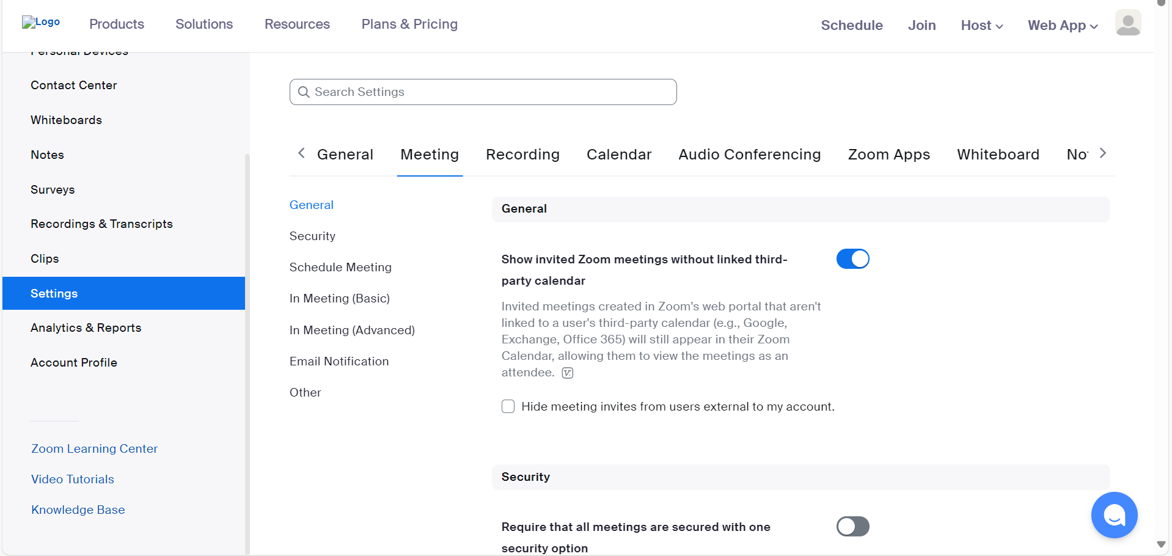 Logo
Products
Solutions
Resources
Plans & Pricing
Schedule
Join
Host
Web App
Personal Devices
Contact Center
Whiteboards
Notes
Surveys
Recordings & Transcripts
Clips
Settings
Analytics & Reports
Account Profile
Zoom Learning Center
Video Tutorials
Knowledge Base
Search Settings
General
Meeting
Recording
Calendar
Audio Conferencing
Zoom Apps
Whiteboard
No
General
Security
Schedule Meeting
In Meeting (Basic)
In Meeting (Advanced)
Email Notification
Other
General
Show invited Zoom meetings without linked third-
party calendar
Invited meetings created in Zoom's web portal that aren't
linked to a user's third-party calendar (e.g., Google,
Exchange, Office 365) will still appear in their Zoom
Calendar, allowing them to view the meetings as an
attendee.
Hide meeting invites from users external to my account.
Security
Require that all meetings are secured with one
security option